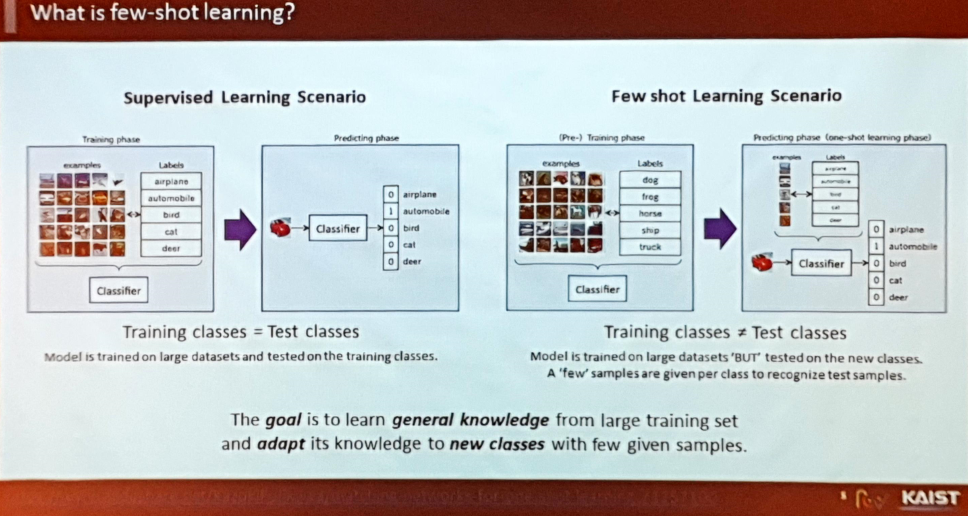 What is few-shot learning?
Supervised Learning Scenario
Training phase
examples
Labels
airplane
automobile
bird
cat
deer
Classifier
Predicting phase
Classifier
0 airplane
1 automobile
0 bird
0 cat
0 deer
Training classes = Test classes
Model is trained on large datasets and tested on the training classes.
Few shot Learning Scenario
(Pre-) Training phase
examples
Labels
dog
frog
horse
ship
truck
Classifier
Predicting phase (one-shot learning phase)
examples
Labels
airplane
automobile
bird
cat
deer
Classifier
0 airplane
1 automobile
0 bird
0 cat
0 deer
Training classes ≠ Test classes
Model is trained on large datasets 'BUT' tested on the new classes.
A 'few' samples are given per class to recognize test samples.
The goal is to learn general knowledge from large training set
and adapt its knowledge to new classes with few given samples.
KAIST